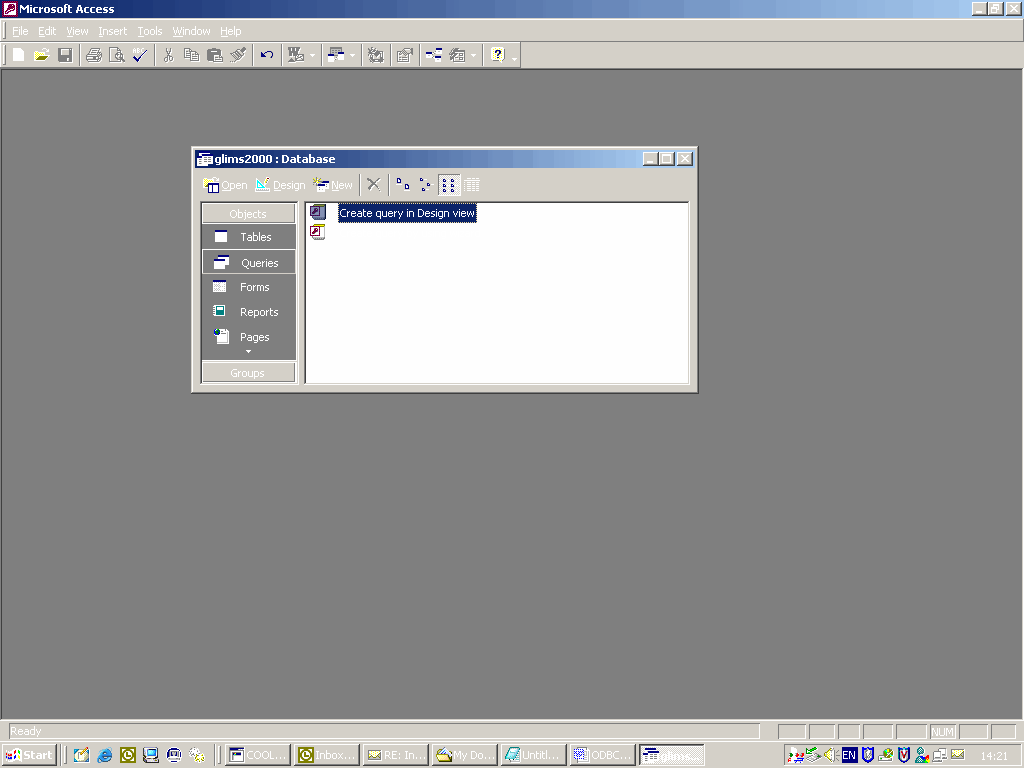 Microsoft Access
File Edit View Insert Tools Window Help
glims2000 : Database
Open Design New
Objects
Create query in Design view
Tables
Queries
Forms
Reports
Pages
Groups
Ready
NUM
Start
COOL...
Inbox...
RE: In...
My Do...
Untitl...
ODBC...
glims...
EN
14:21